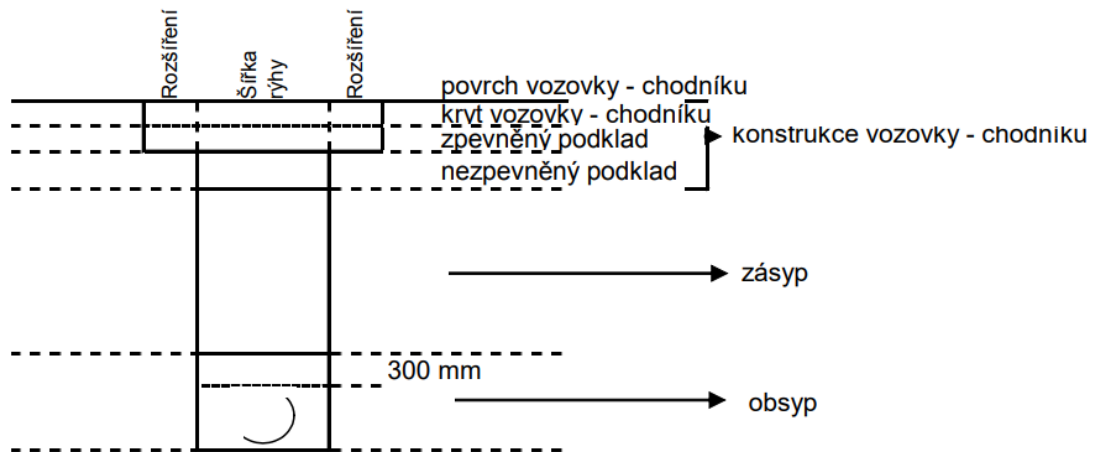 Rozšíření
Šířka
rýhy
Rozšíření
povrch vozovky - chodníku
kryt vozovky - chodníku
zpevněný podklad
konstrukce vozovky - chodníku
nezpevněný podklad
zásyp
300 mm
obsyp